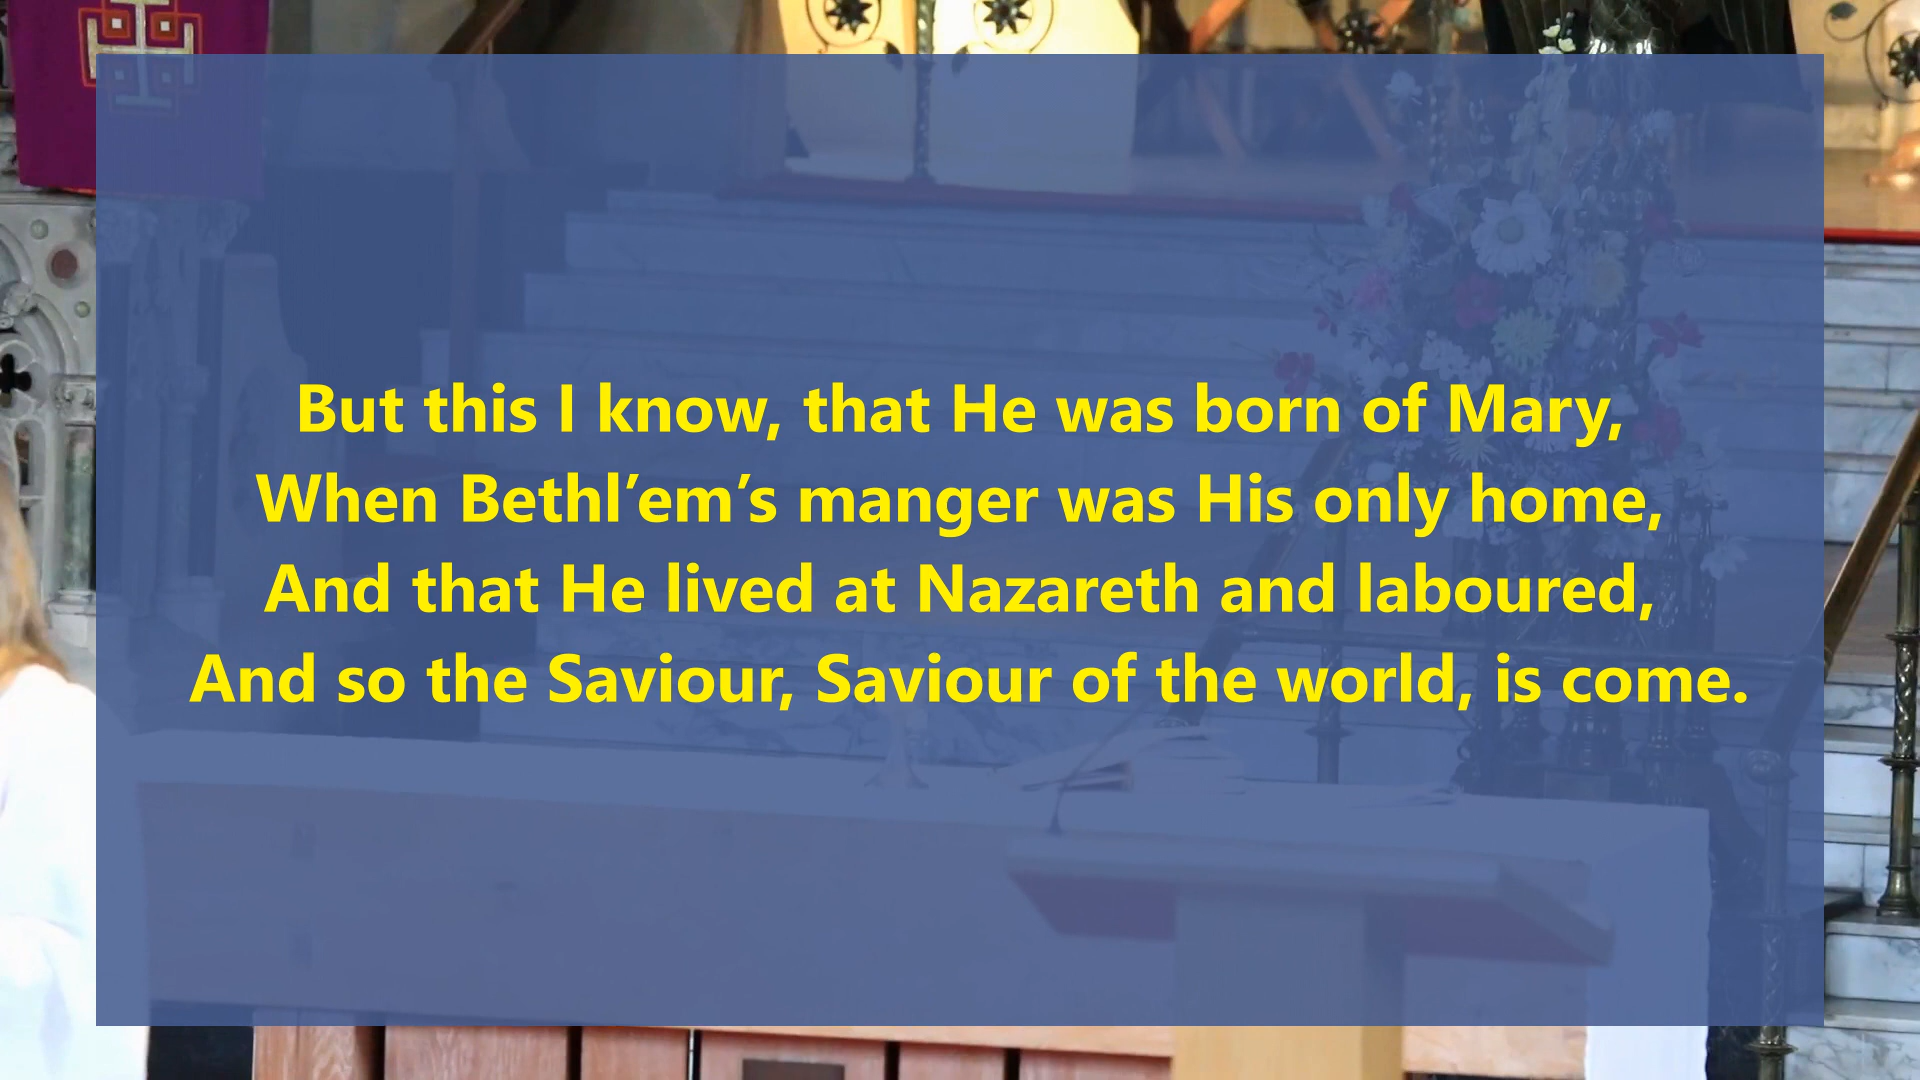 But this I know, that He was born of Mary,
When Bethl’em’s manger was His only home,
And that He lived at Nazareth and laboured,
And so the Saviour, Saviour of the world, is come.